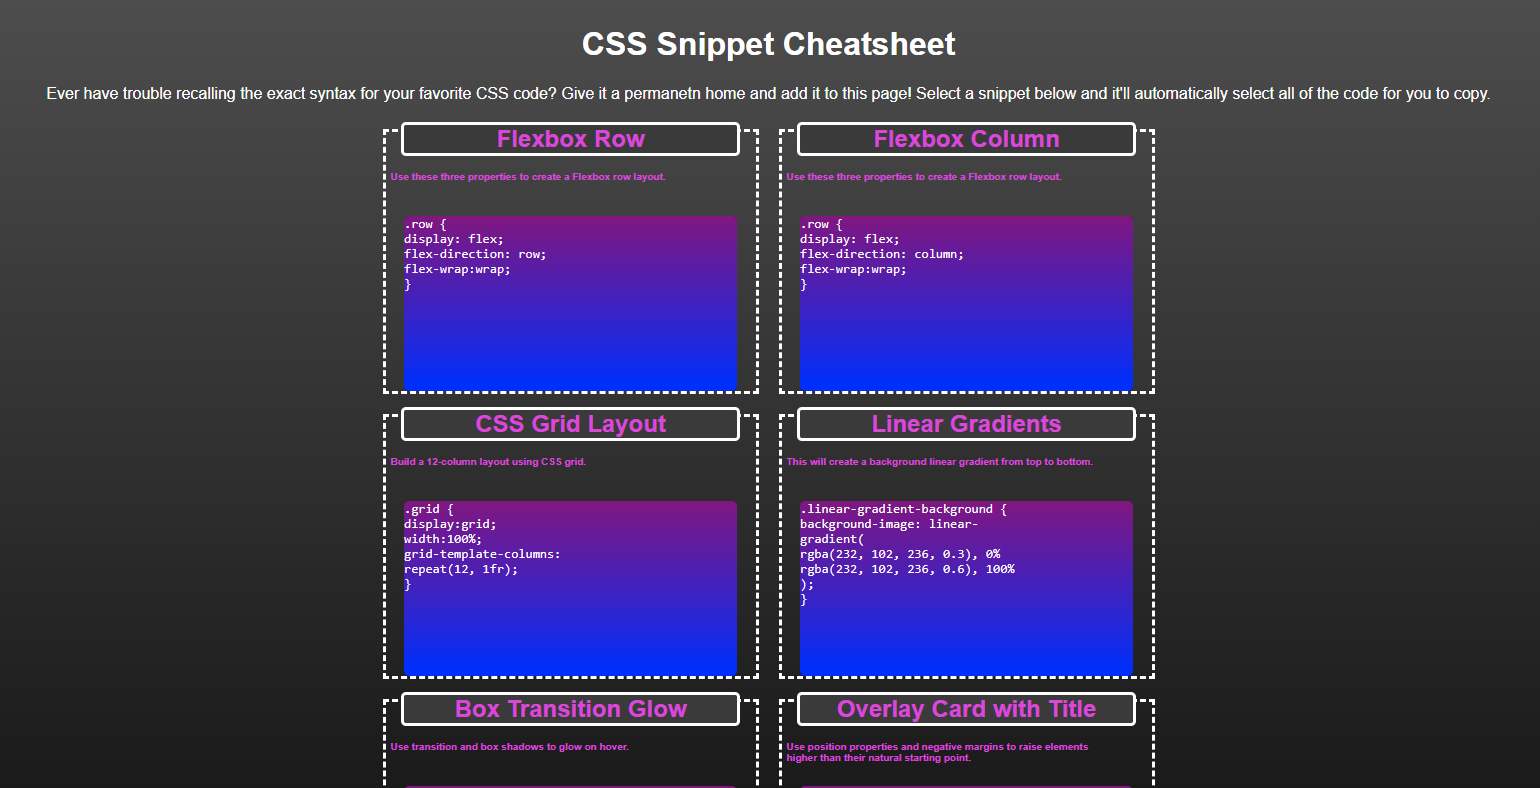 CSS Snippet Cheatsheet
Ever have trouble recalling the exact syntax for your favorite CSS code? Give it a permanetn home and add it to this page! Select a snippet below and it'll automatically select all of the code for you to copy.
Flexbox Row
Use these three properties to create a Flexbox row layout.
.row {
display: flex;
flex-direction: row;
flex-wrap:wrap;
}
Flexbox Column
Use these three properties to create a Flexbox row layout.
.row {
display: flex;
flex-direction: column;
flex-wrap:wrap;
}
CSS Grid Layout
Build a 12-column layout using CSS grid.
.grid {
display:grid;
width:100%;
grid-template-columns:
repeat(12, 1fr);
}
Linear Gradients
This will create a background linear gradient from top to bottom.
.linear-gradient-background {
background-image: linear-
gradient(
rgba(232, 102, 236, 0.3), 0%
rgba(232, 102, 236, 0.6), 100%
);
}
Box Transition Glow
Use transition and box shadows to glow on hover.
Overlay Card with Title
Use position properties and negative margins to raise elements
higher than their natural starting point.